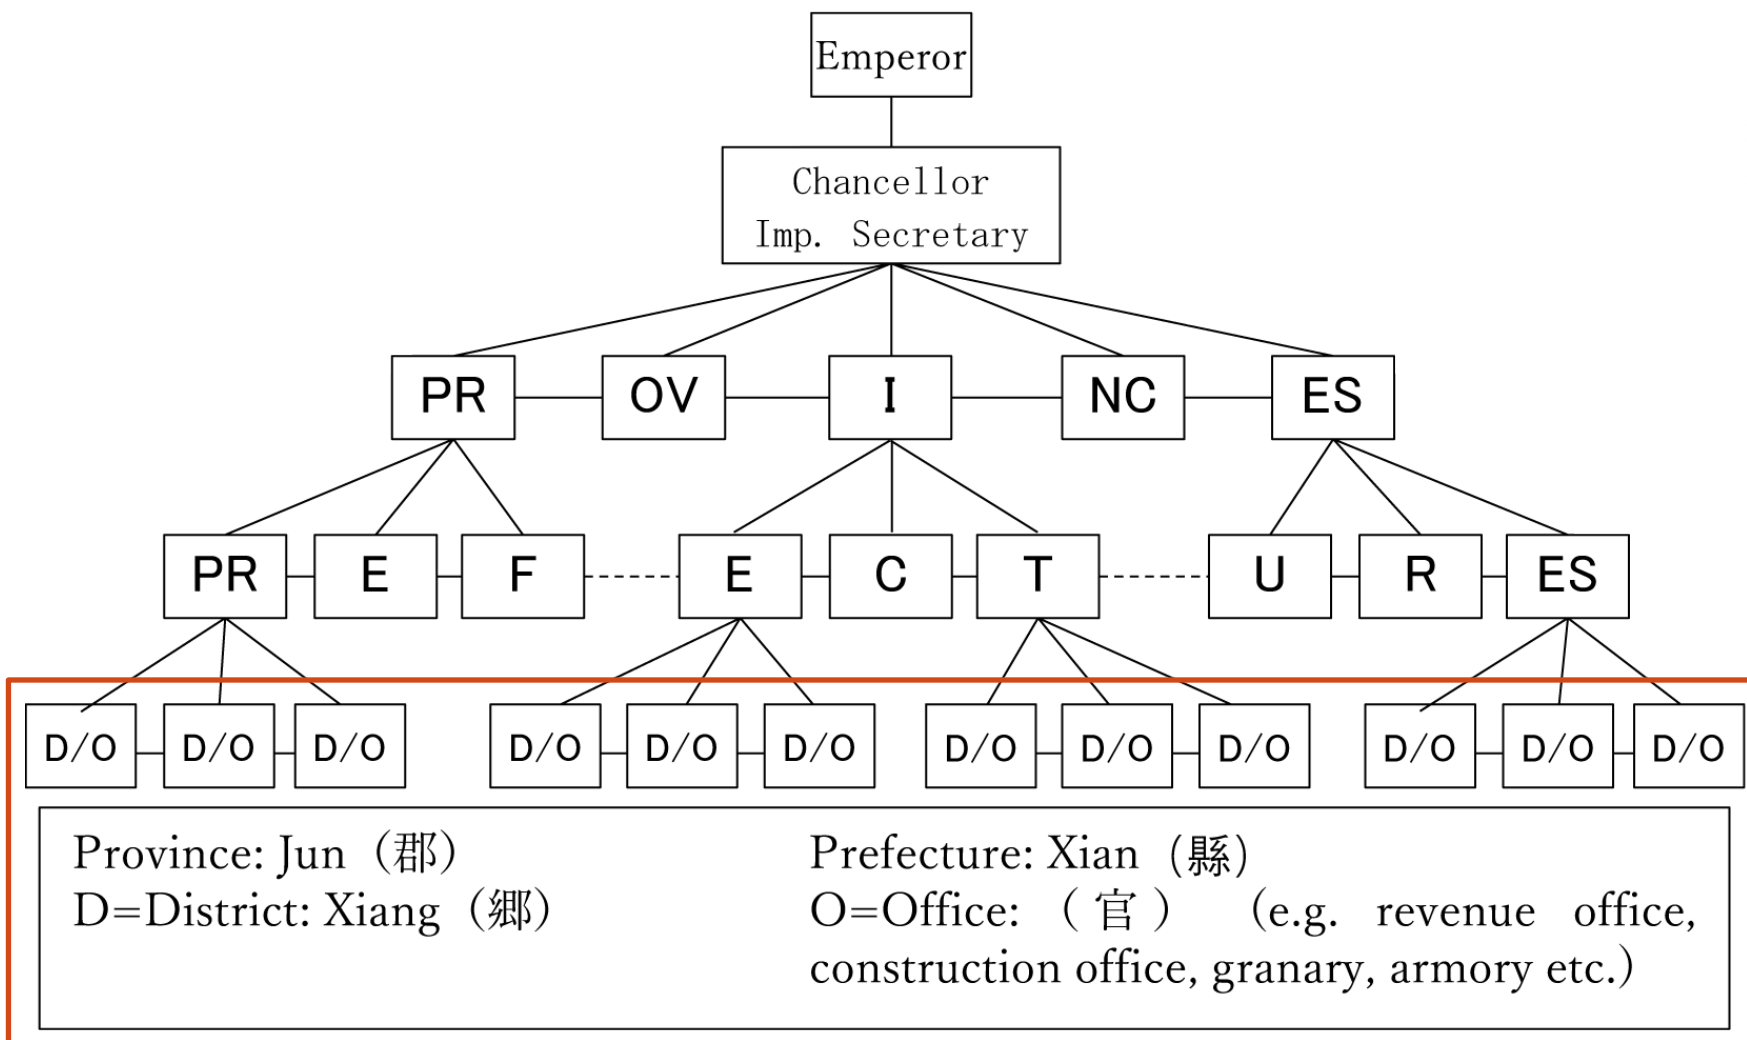 Emperor
Chancellor
Imp. Secretary
PR OV I NC ES
PR E F E C T U R ES
D/O D/O D/O D/O D/O D/O D/O D/O D/O D/O D/O D/O
Province: Jun（郡）
D=District: Xiang（鄉）
Prefecture: Xian（縣）
O=Office: （官） （e.g. revenue office,
construction office, granary, armory etc.）